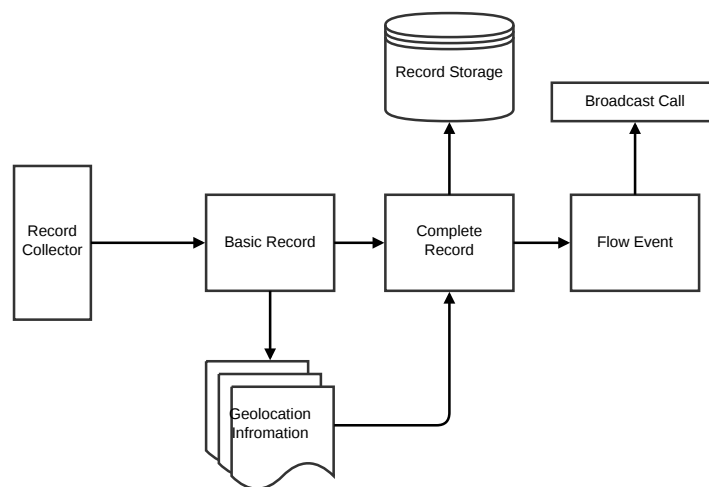 Record Storage
Broadcast Call
Record
Collector
Basic Record
Complete
Record
Flow Event
Geolocation
Infromation